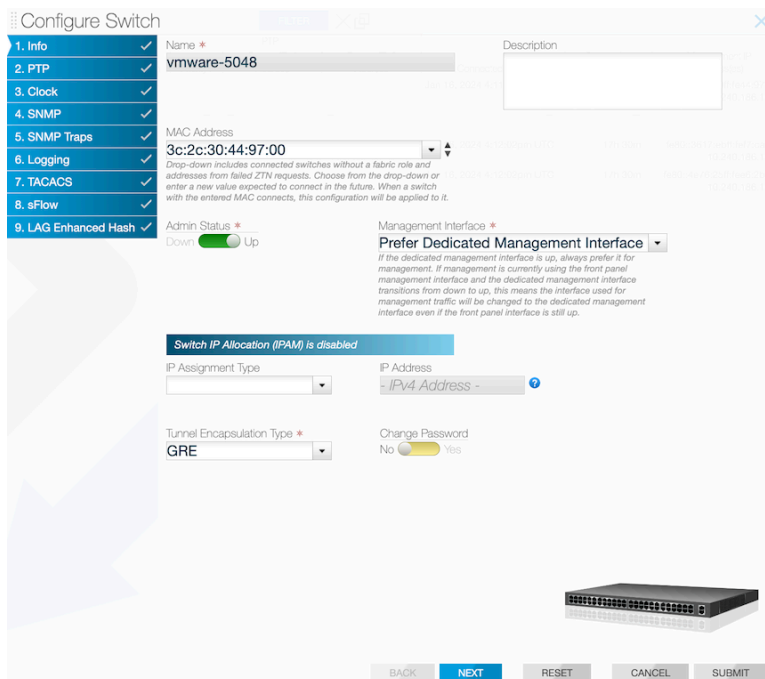 Configure Switch
1. Info
2. PTP
3. Clock
4. SNMP
5. SNMP Traps
6. Logging
7. TACACS
8. sFlow
9. LAG Enhanced Hash
Name *
vmware-5048
Description
MAC Address
3c:2c:30:44:97:00
Drop-down includes connected switches without a fabric role and
addresses from failed ZTN requests. Choose from the drop-down or
enter a new value expected to connect in the future. When a switch
with the entered MAC connects, this configuration will be applied to it.
Admin Status *
Down Up
Management Interface *
Prefer Dedicated Management Interface
If the dedicated management interface is up, always prefer it for
management. If management is currently using the front panel
management interface and the dedicated management interface
transitions from down to up, this means the interface used for
management traffic will be changed to the dedicated management
interface even if the front panel interface is still up.
Switch IP Allocation (IPAM) is disabled
IP Assignment Type
IP Address
- IPv4 Address -
?
Tunnel Encapsulation Type *
GRE
Change Password
No Yes
BACK NEXT RESET CANCEL SUBMIT